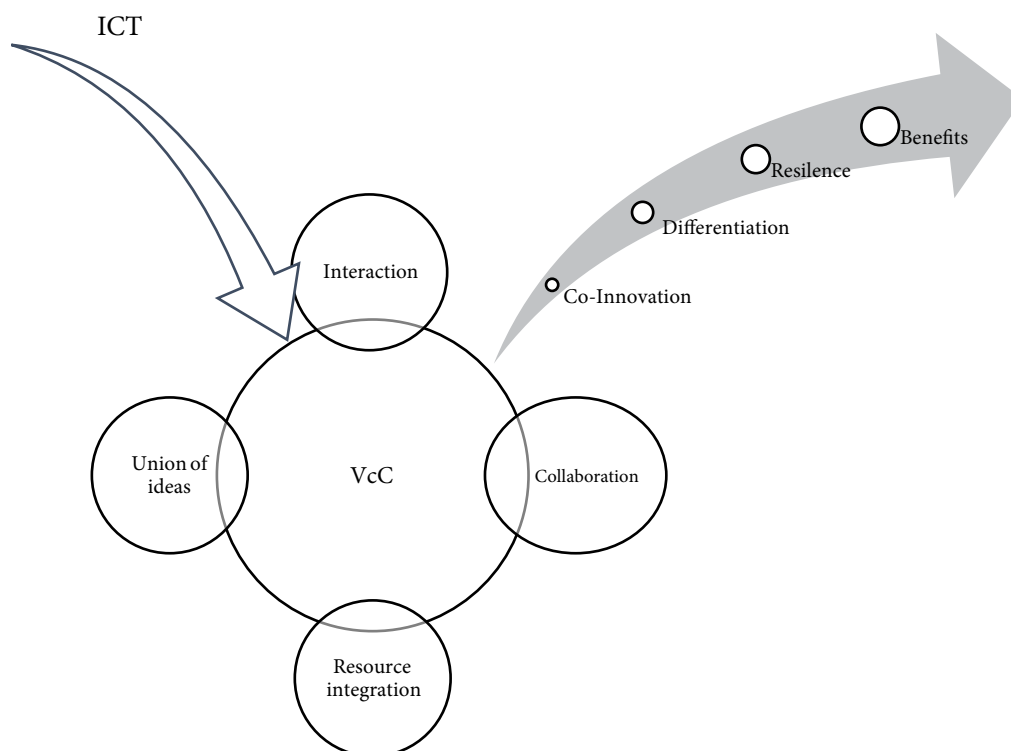 ICT
Benefits
Resilence
Differentiation
Interaction
Co-Innovation
Union of
ideas
VcC
Collaboration
Resource
integration